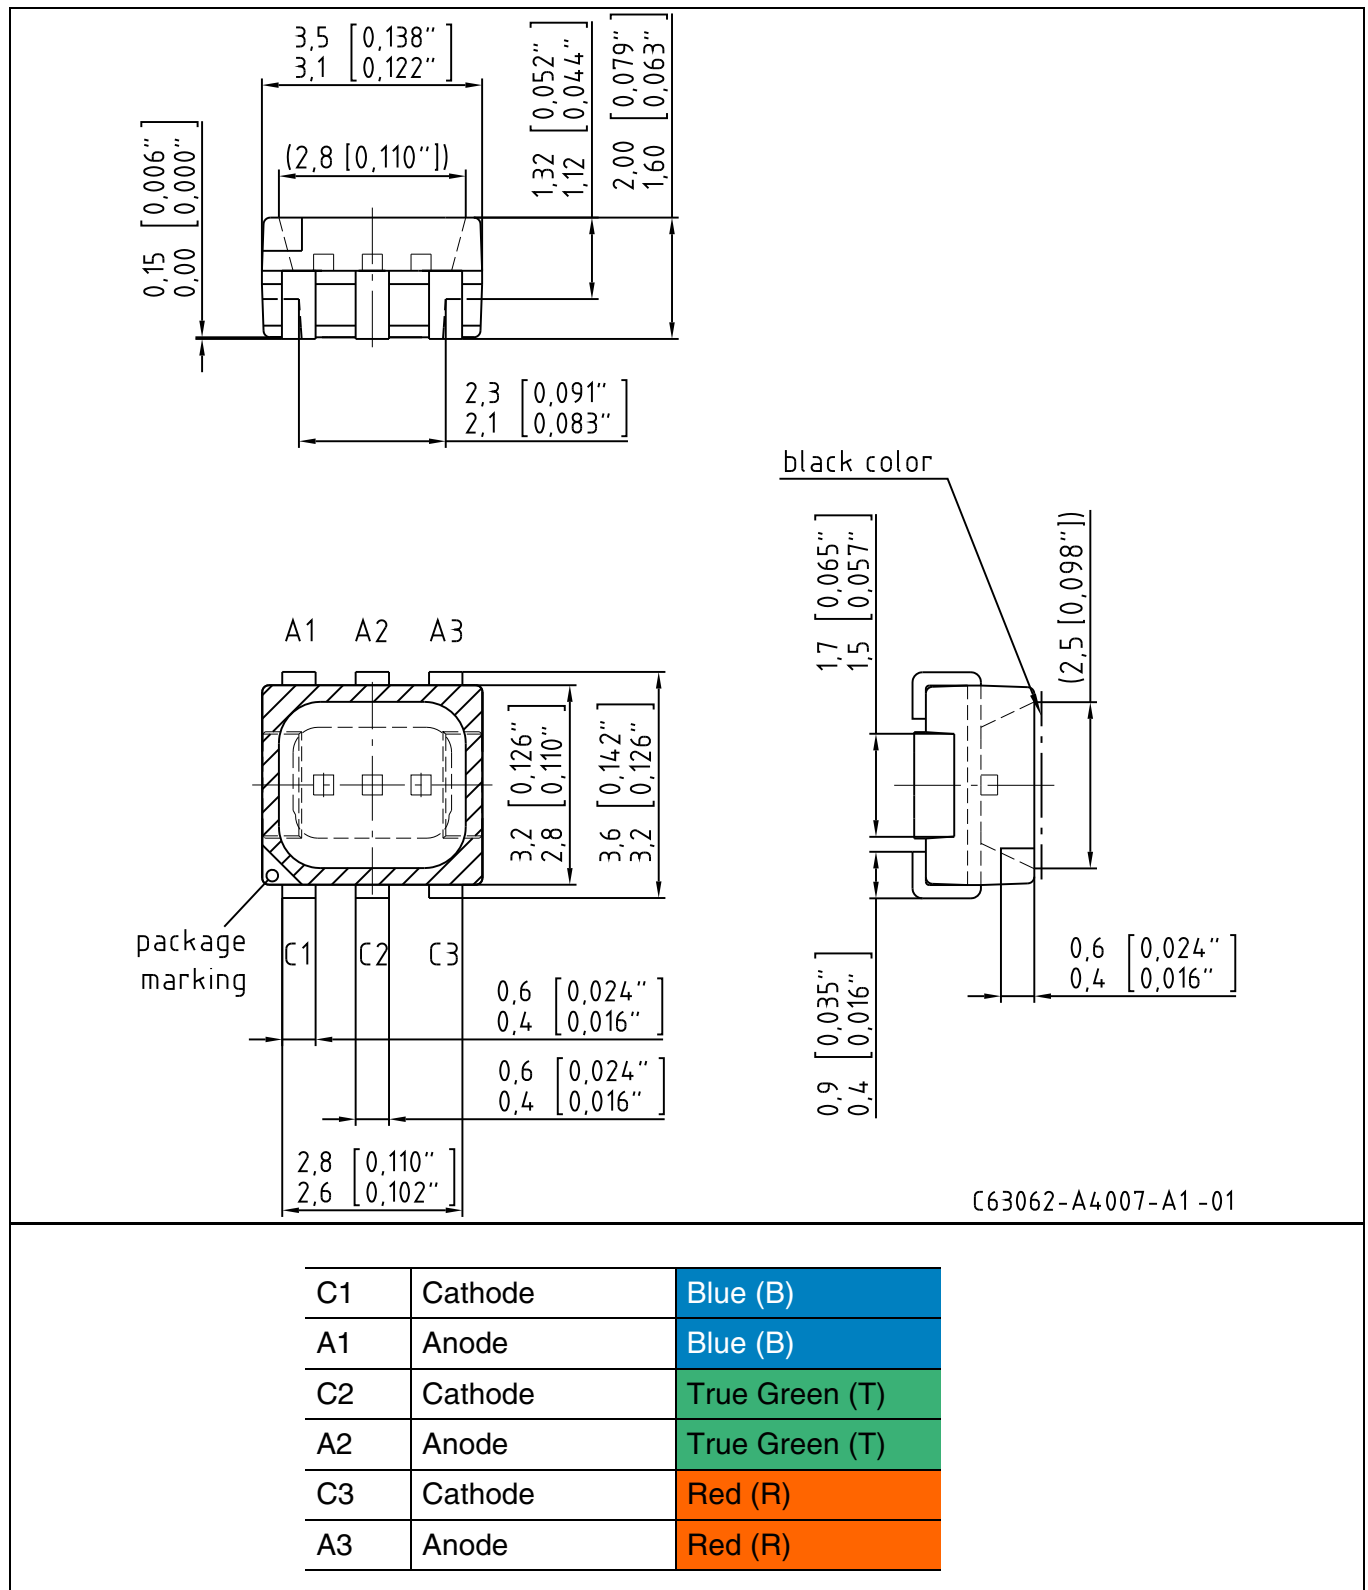 3,5 [0,138"
3,1 0,122"]
(2,8 [0,110"])
0,15 [0,006"
0,00 0,000"]
1,32 [0,052"
1,12 0,044"]
2,00 [0,079"
1,60 0,063"]
2,3 [0,091"
2,1 0,083"]
black color
1,7 [0,065"
1,5 0,057"]
(2,5 [0,098"])
A1 A2 A3
3,2 [0,126"
2,8 0,110"]
3,6 [0,142"
3,2 0,126"]
package
marking
C1 C2 C3
0,6 [0,024"
0,4 0,016"]
0,6 [0,024"
0,4 0,016"]
2,8 [0,110"
2,6 0,102"]
0,9 [0,035"
0,4 0,016"]
0,6 [0,024"
0,4 0,016"]
C63062-A4007-A1-01
C1 Cathode Blue (B)
A1 Anode Blue (B)
C2 Cathode True Green (T)
A2 Anode True Green (T)
C3 Cathode Red (R)
A3 Anode Red (R)